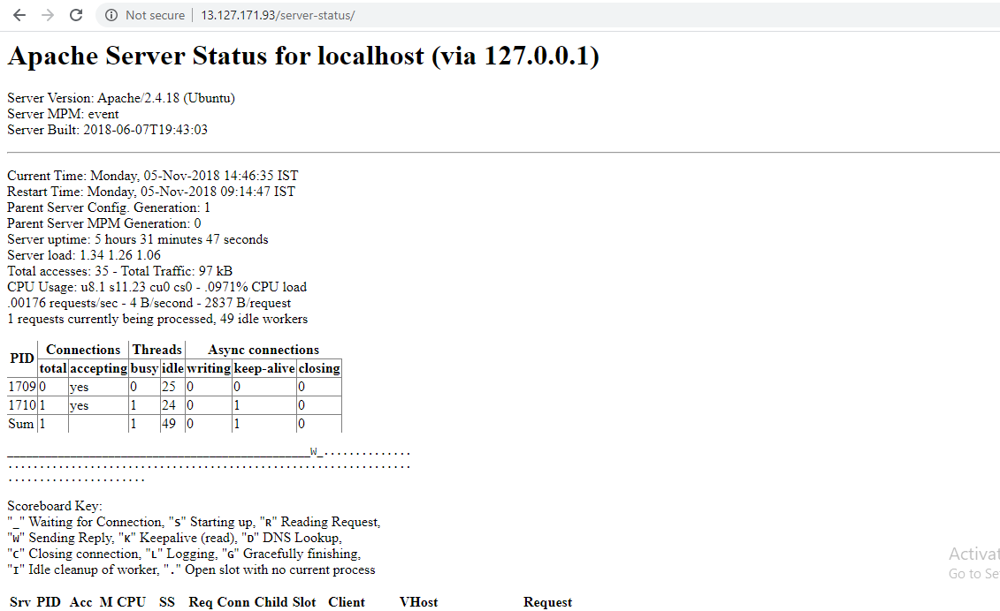 Not secure | 13.127.171.93/server-status/
Apache Server Status for localhost (via 127.0.0.1)
Server Version: Apache/2.4.18 (Ubuntu)
Server MPM: event
Server Built: 2018-06-07T19:43:03
Current Time: Monday, 05-Nov-2018 14:46:35 IST
Restart Time: Monday, 05-Nov-2018 09:14:47 IST
Parent Server Config. Generation: 1
Parent Server MPM Generation: 0
Server uptime: 5 hours 31 minutes 47 seconds
Server load: 1.34 1.26 1.06
Total accesses: 35 - Total Traffic: 97 kB
CPU Usage: u8.1 s11.23 cu0 cs0 - .0971% CPU load
.00176 requests/sec - 4 B/second - 2837 B/request
1 requests currently being processed, 49 idle workers
PID Connections Threads Async connections
total accepting busy idle writing keep-alive closing
1709 0 yes 0 25 0 0 0
1710 1 yes 1 24 0 1 0
Sum 1 1 49 0 1 0
________________________________________________W_..............
................................................................
......................
Scoreboard Key:
"_" Waiting for Connection, "S" Starting up, "R" Reading Request,
"W" Sending Reply, "K" Keepalive (read), "D" DNS Lookup,
"C" Closing connection, "L" Logging, "G" Gracefully finishing,
"I" Idle cleanup of worker, "." Open slot with no current process
Srv PID Acc M CPU SS Req Conn Child Slot Client VHost Request
Activat
Go to Se